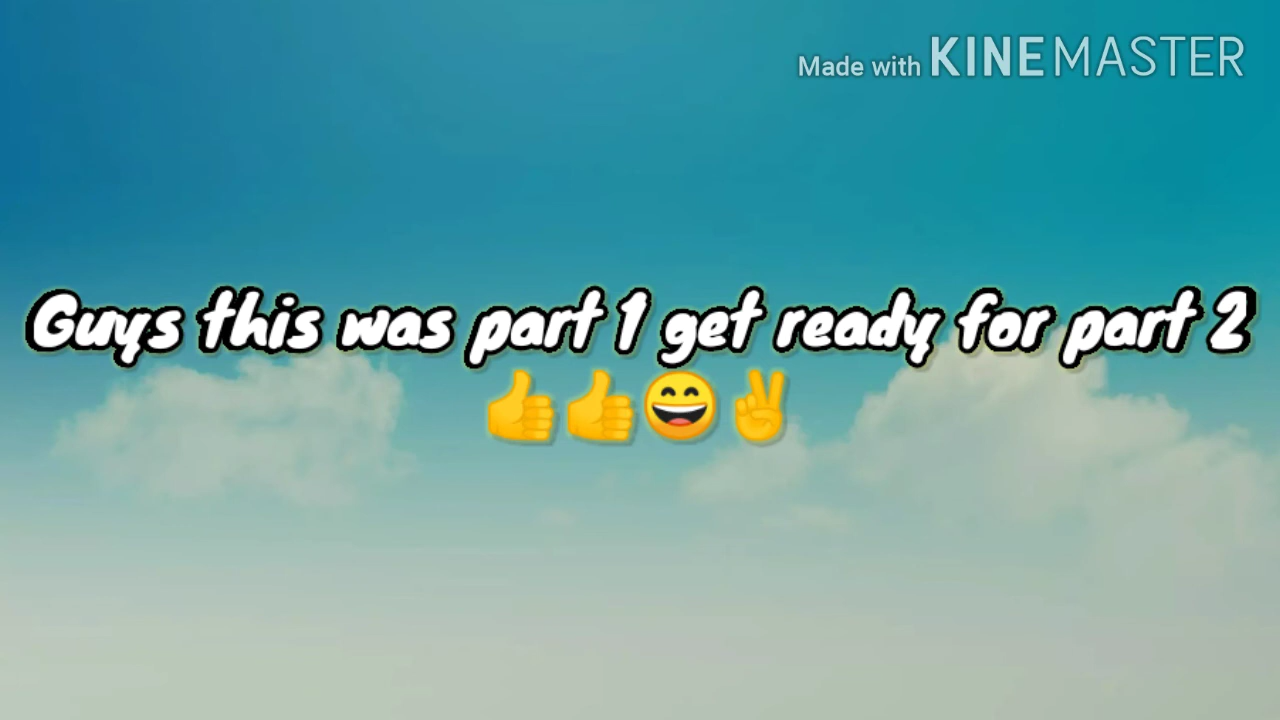 Made with KINEMASTER
Guys this was part 1 get ready for part 2
👍👍😄✌